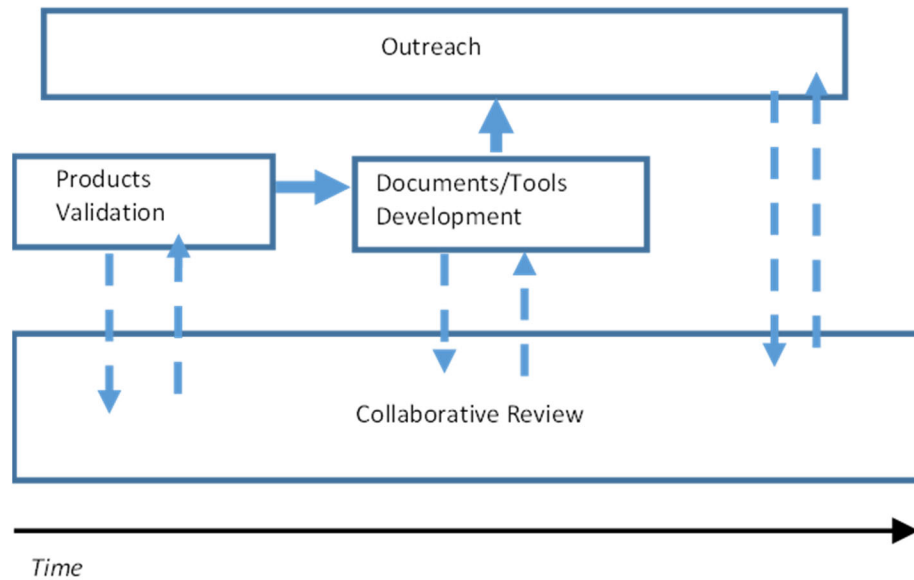 Outreach
Products
Validation
Documents/Tools
Development
Collaborative Review
Time